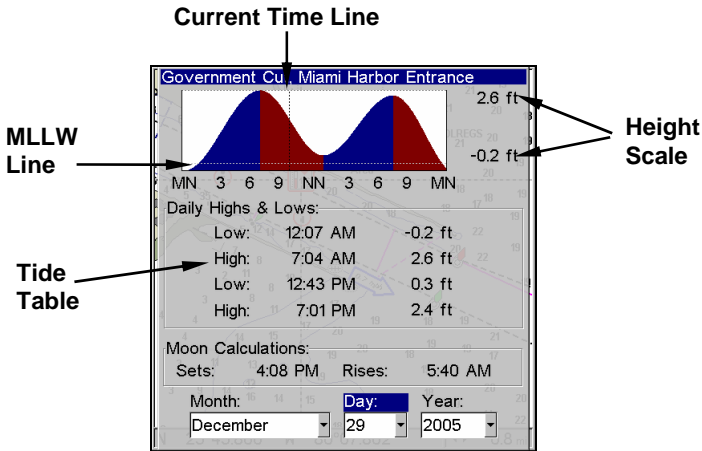 Current Time Line
Government Cut, Miami Harbor Entrance
2.6 ft
-0.2 ft
Height
Scale
MLLW
Line
MN 3 6 9 NN 3 6 9 MN
Daily Highs & Lows:
Low: 12:07 AM -0.2 ft
High: 7:04 AM 2.6 ft
Low: 12:43 PM 0.3 ft
High: 7:01 PM 2.4 ft
Tide
Table
Moon Calculations:
Sets: 4:08 PM Rises: 5:40 AM
Month: Day: Year:
December 29 2005